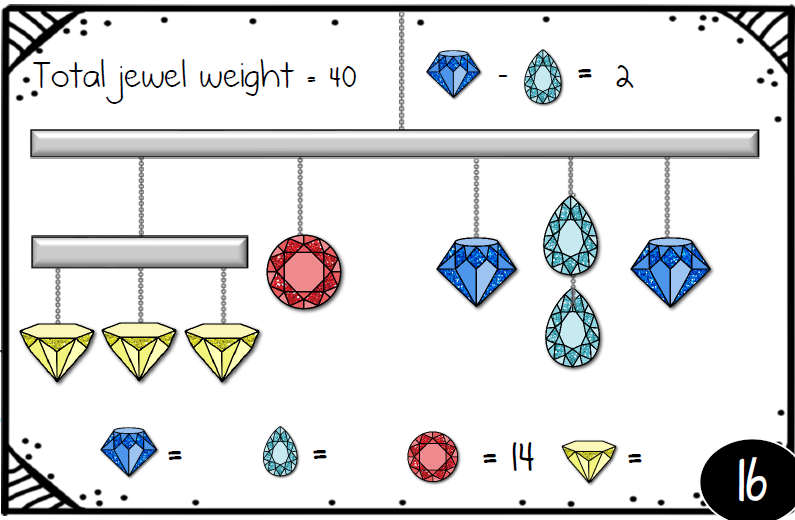 Total jewel weight = 40
- = 2
= = = 14 =
16